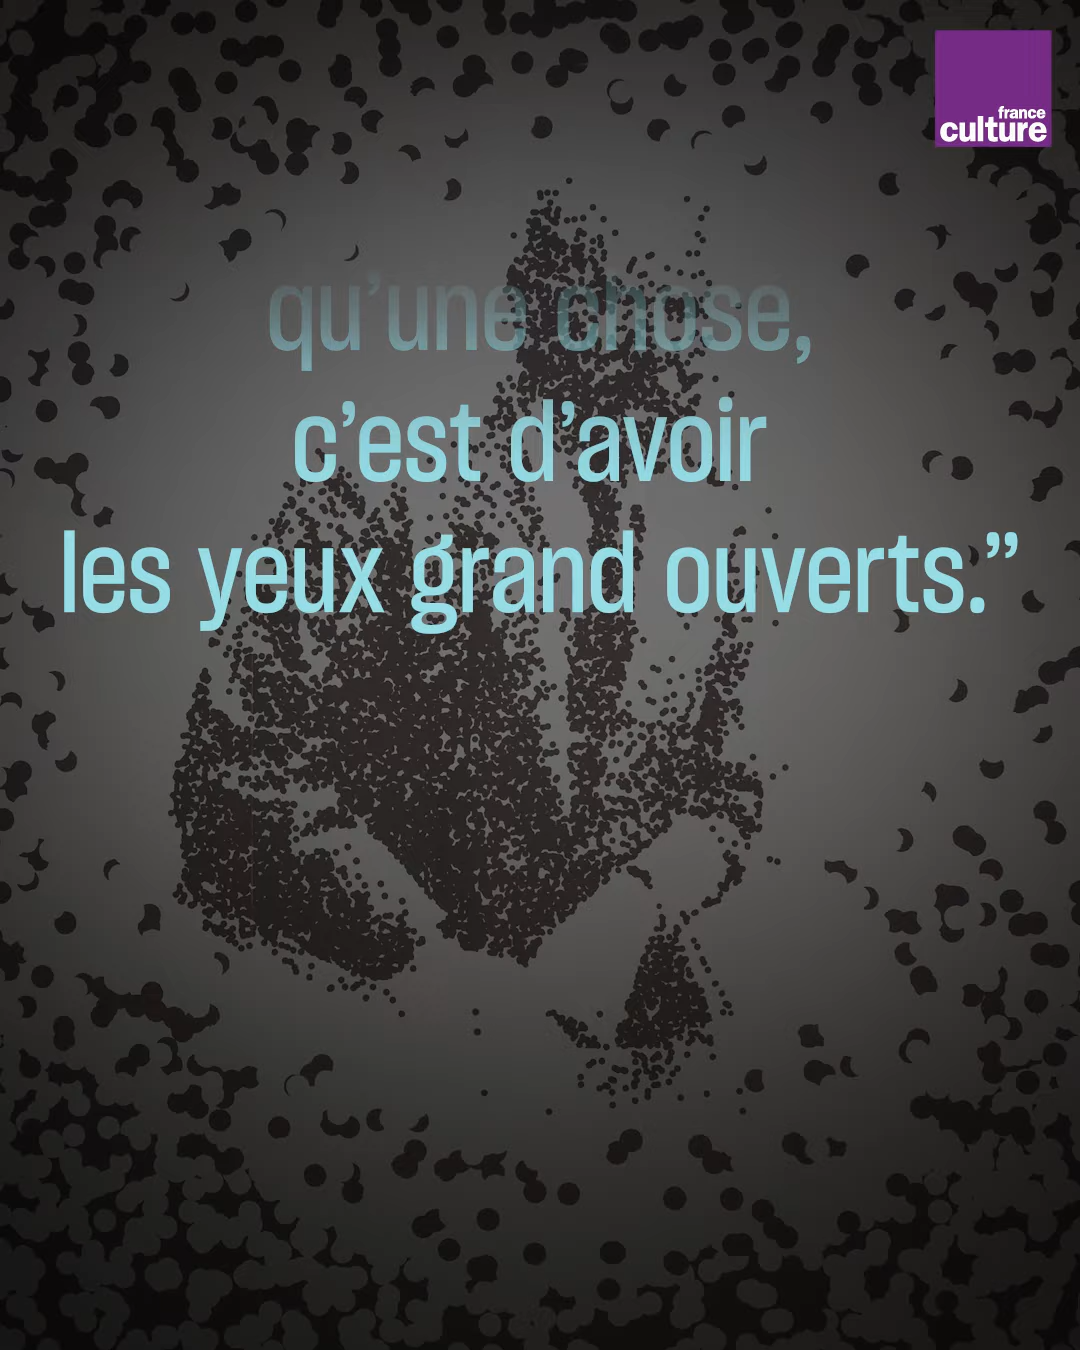 france
culture
qu’une chose,
c’est d’avoir
les yeux grand ouverts.”